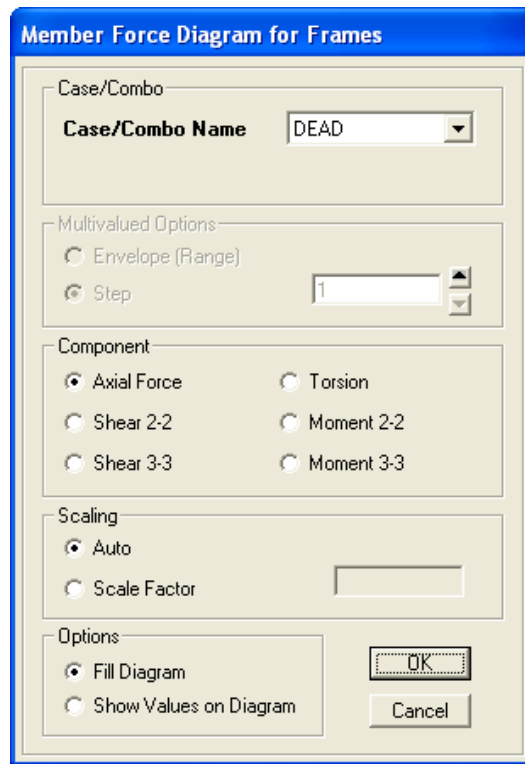 Member Force Diagram for Frames
Case/Combo
Case/Combo Name DEAD
Multivalued Options
Envelope (Range)
Step 1
Component
Axial Force Torsion
Shear 2-2 Moment 2-2
Shear 3-3 Moment 3-3
Scaling
Auto
Scale Factor
Options
Fill Diagram
Show Values on Diagram
OK
Cancel